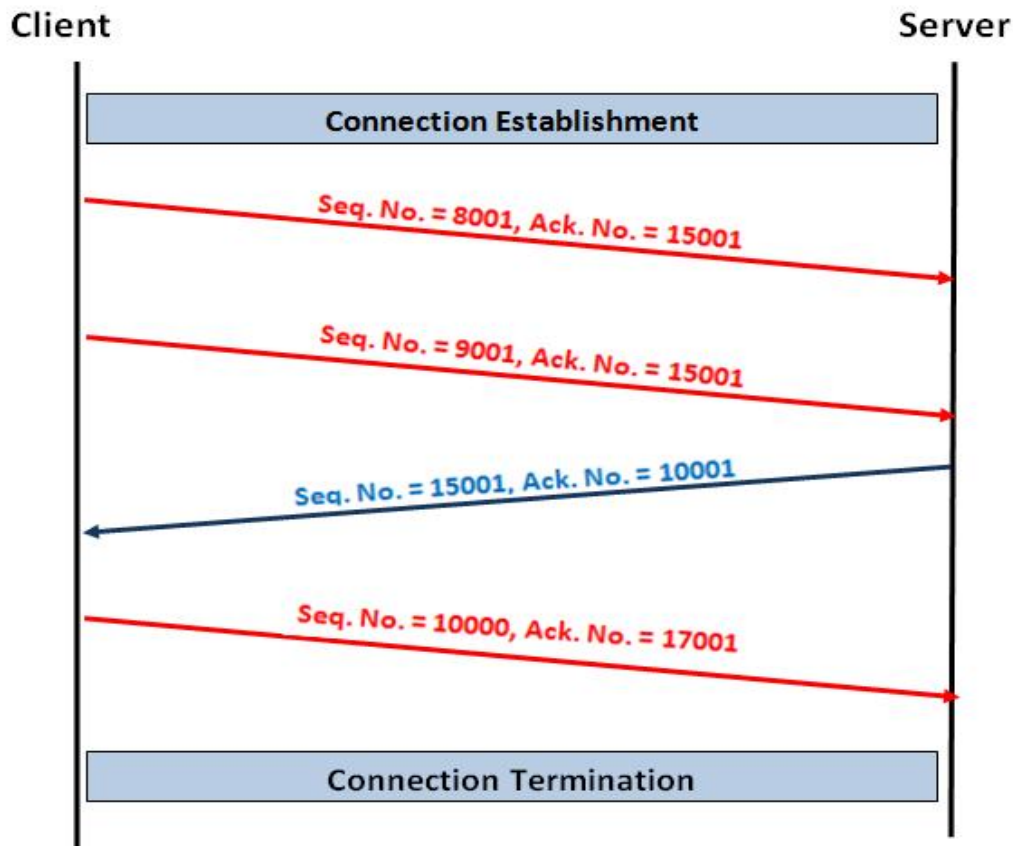 Client
Server
Connection Establishment
Seq. No. = 8001, Ack. No. = 15001
Seq. No. = 9001, Ack. No. = 15001
Seq. No. = 15001, Ack. No. = 10001
Seq. No. = 10000, Ack. No. = 17001
Connection Termination